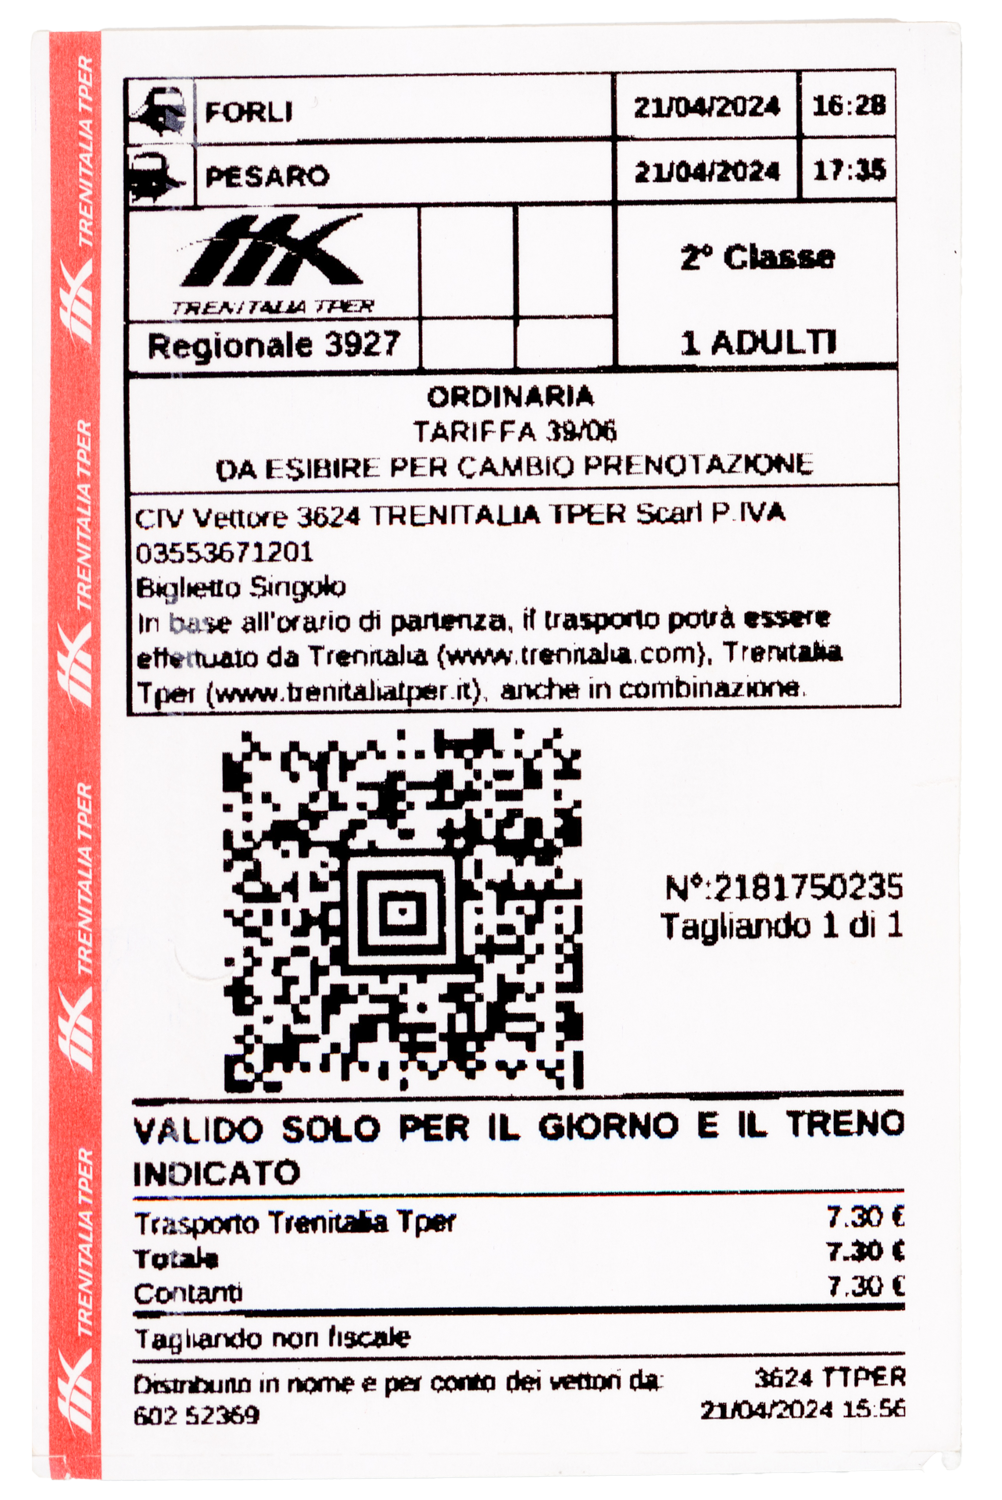 FORLI 21/04/2024 16:28
PESARO 21/04/2024 17:35
TRENITALIA TPER
2° Classe
Regionale 3927
1 ADULTI
ORDINARIA
TARIFFA 39/06
DA ESIBIRE PER CAMBIO PRENOTAZIONE
CIV Vettore 3624 TRENITALIA TPER Scarl P.IVA
03553671201
Biglietto Singolo
In base all'orario di partenza, il trasporto potrà essere
effettuato da Trenitalia (www.trenitalia.com), Trenitalia
Tper (www.trenitaliatper.it), anche in combinazione.
N°:2181750235
Tagliando 1 di 1
VALIDO SOLO PER IL GIORNO E IL TRENO
INDICATO
Trasporto Trenitalia Tper 7.30 €
Totale 7.30 €
Contanti 7.30 €
Tagliando non fiscale
Distribuito in nome e per conto dei vettori da: 3624 TTPER
602 52369 21/04/2024 15:56
TRENITALIA TPER
TRENITALIA TPER
TRENITALIA TPER
TRENITALIA TPER